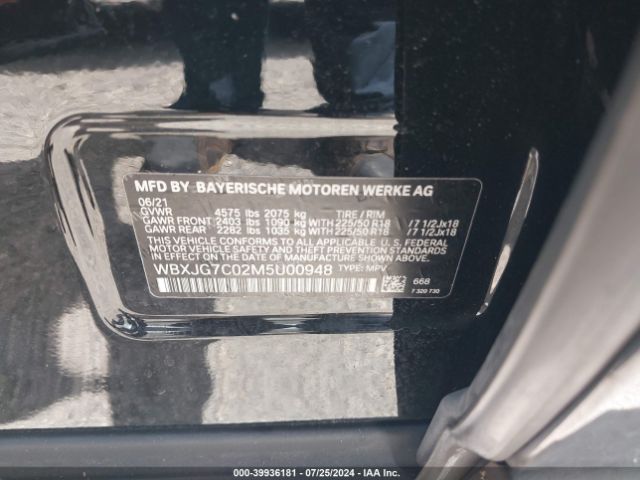 MFD BY BAYERISCHE MOTOREN WERKE AG
06/21
GVWR 4575 lbs 2075 kg TIRE / RIM
GAWR FRONT 2403 lbs 1090 kg WITH 225/50 R18 /7 1/2Jx18
GAWR REAR 2282 lbs 1035 kg WITH 225/50 R18 /7 1/2Jx18
THIS VEHICLE CONFORMS TO ALL APPLICABLE U.S. FEDERAL
MOTOR VEHICLE SAFETY AND THEFT PREVENTION STANDARDS
IN EFFECT ON THE DATE OF MANUFACTURE SHOWN ABOVE.
WBXJG7C02M5U00948 TYPE: MPV
668
7 320 730
000-39936181 / 07/25/2024 / IAA Inc.